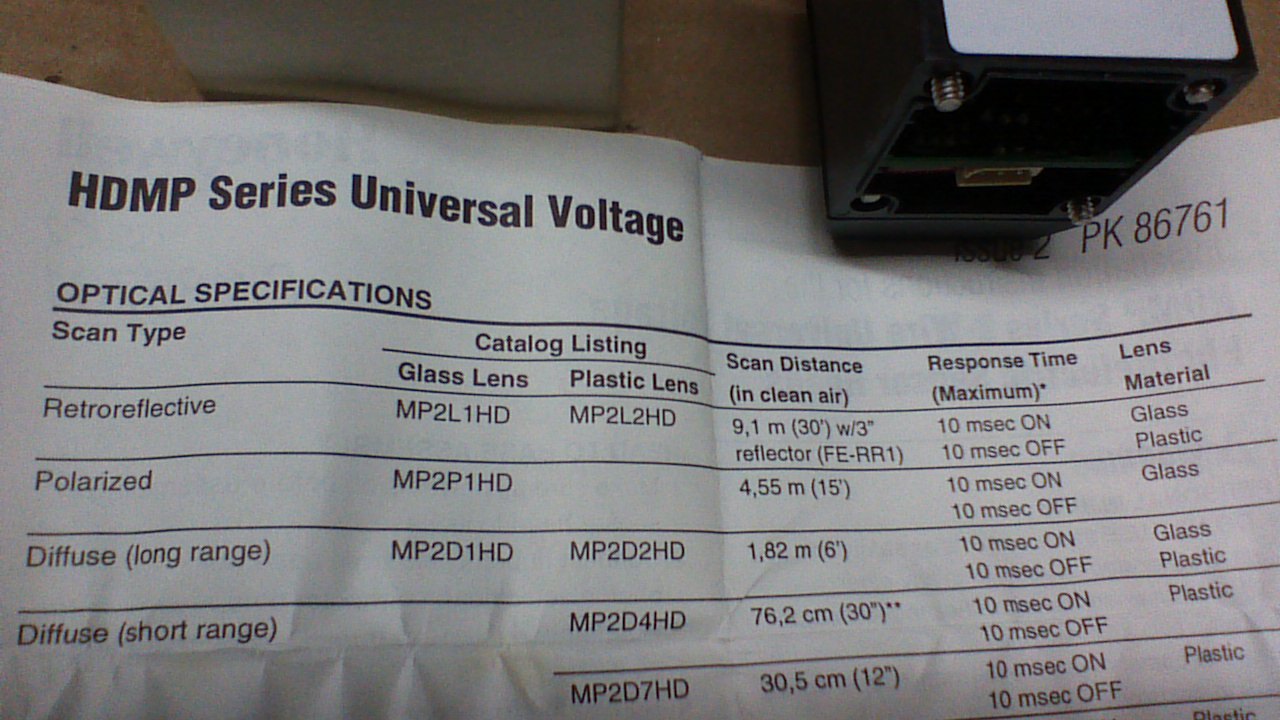 HDMP Series Universal Voltage
Issue 2 PK 86761
OPTICAL SPECIFICATIONS
Scan Type Catalog Listing Scan Distance Response Time Lens
Glass Lens Plastic Lens (in clean air) (Maximum)* Material
Retroreflective MP2L1HD MP2L2HD 9,1 m (30') w/3" 10 msec ON Glass
reflector (FE-RR1) 10 msec OFF Plastic
Polarized MP2P1HD 4,55 m (15') 10 msec ON Glass
10 msec OFF
Diffuse (long range) MP2D1HD MP2D2HD 1,82 m (6') 10 msec ON Glass
10 msec OFF Plastic
Diffuse (short range) MP2D4HD 76,2 cm (30")** 10 msec ON Plastic
10 msec OFF
MP2D7HD 30,5 cm (12") 10 msec ON Plastic
10 msec OFF
Plastic